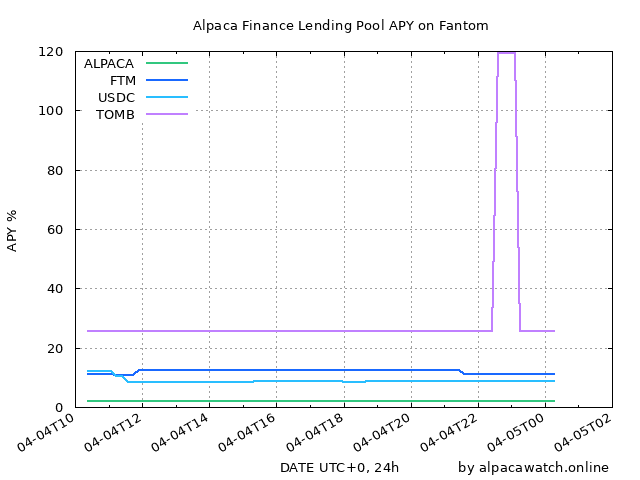 Alpaca Finance Lending Pool APY on Fantom
120
100
80
60
40
20
0
APY %
ALPACA
FTM
USDC
TOMB
04-04T10
04-04T12
04-04T14
04-04T16
04-04T18
04-04T20
04-04T22
04-05T00
04-05T02
DATE UTC+0, 24h
by alpacawatch.online